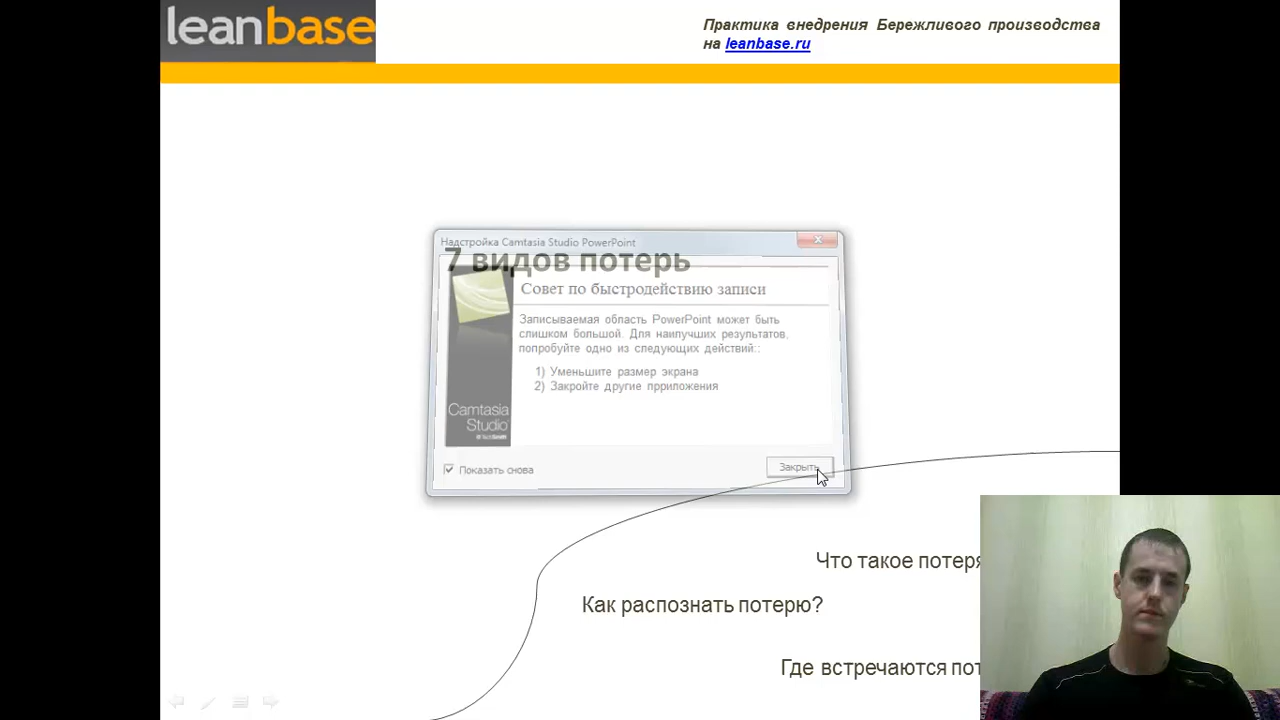 leanbase
Практика внедрения Бережливого производства
на leanbase.ru
Надстройка Camtasia Studio PowerPoint
7 видов потерь
Совет по быстродействию записи
Записываемая область PowerPoint может быть
слишком большой. Для наилучших результатов,
попробуйте одно из следующих действий::
1) Уменьшите размер экрана
2) Закройте другие прриложения
Camtasia
Studio
Показать снова
Закрыть
Что такое потеря
Как распознать потерю?
Где встречаются пот